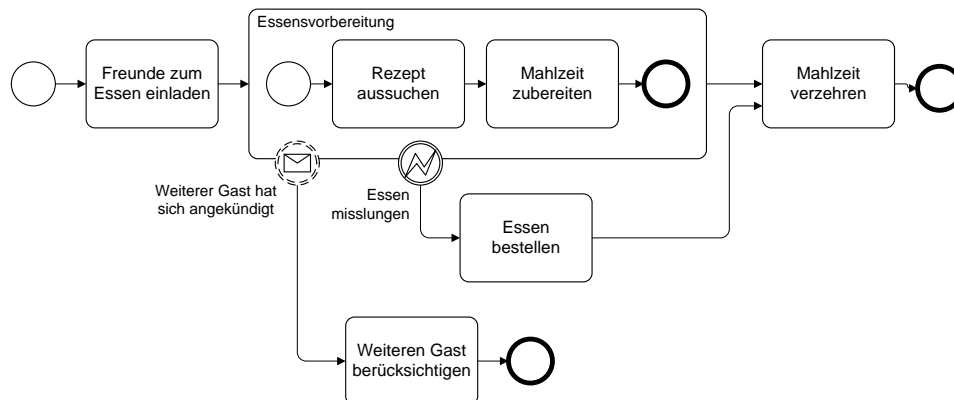 Essensvorbereitung
Freunde zum
Essen einladen
Rezept
aussuchen
Mahlzeit
zubereiten
Mahlzeit
verzehren
Weiterer Gast hat
sich angekündigt
Essen
misslungen
Essen
bestellen
Weiteren Gast
berücksichtigen